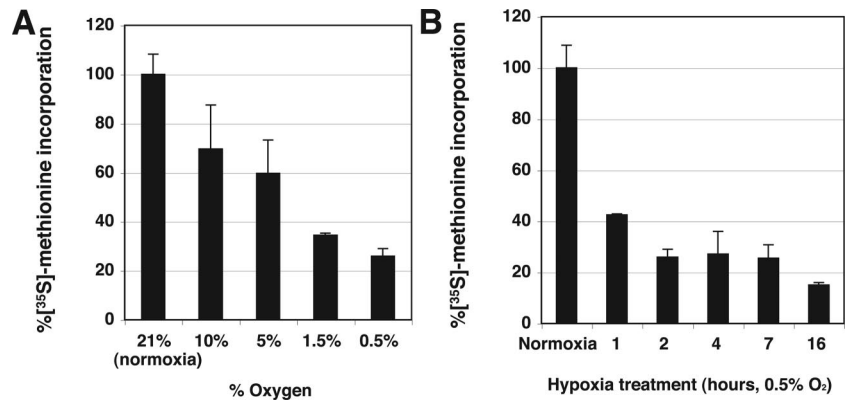 A
%[³⁵S]-methionine incorporation
120
100
80
60
40
20
0
21% 10% 5% 1.5% 0.5%
(normoxia)
% Oxygen
B
%[³⁵S]-methionine incorporation
120
100
80
60
40
20
0
Normoxia 1 2 4 7 16
Hypoxia treatment (hours, 0.5% O₂)